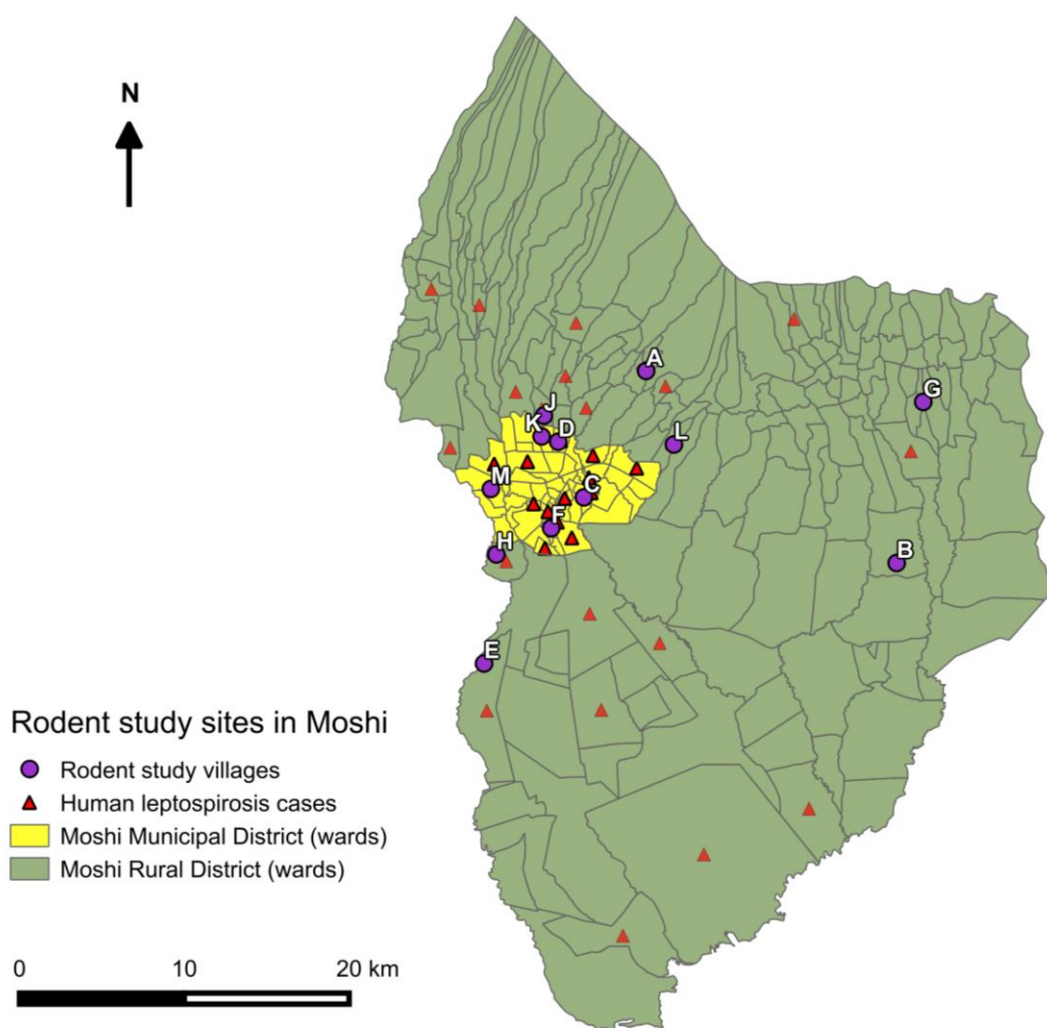 N
A
G
J
K
D
L
M
C
F
H
B
E
Rodent study sites in Moshi
Rodent study villages
Human leptospirosis cases
Moshi Municipal District (wards)
Moshi Rural District (wards)
0 10 20 km